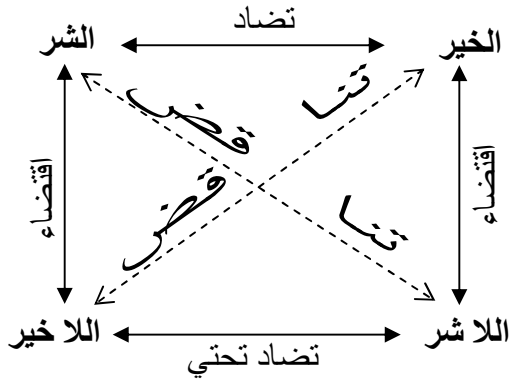 تضاد
الخير
الشر
تنا
قض
تنا
قض
اقتضاء
اقتضاء
اللا شر
اللا خير
تضاد تحتي